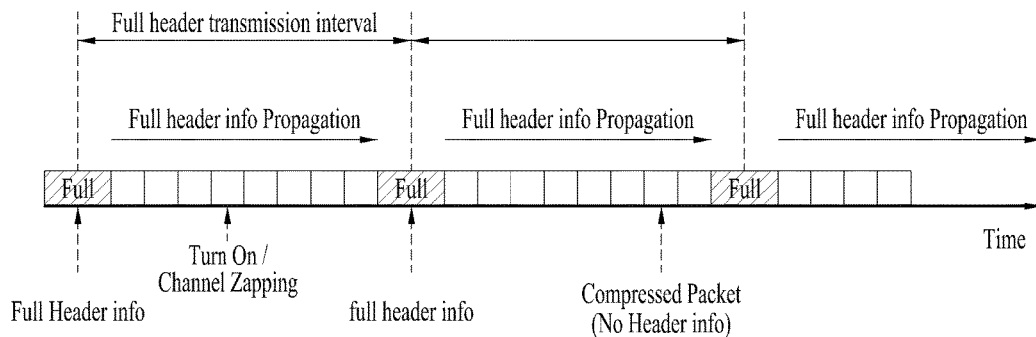 Full header transmission interval
Full header info Propagation
Full header info Propagation
Full header info Propagation
Full
Full
Full
Time
Turn On /
Channel Zapping
Full Header info
full header info
Compressed Packet
(No Header info)